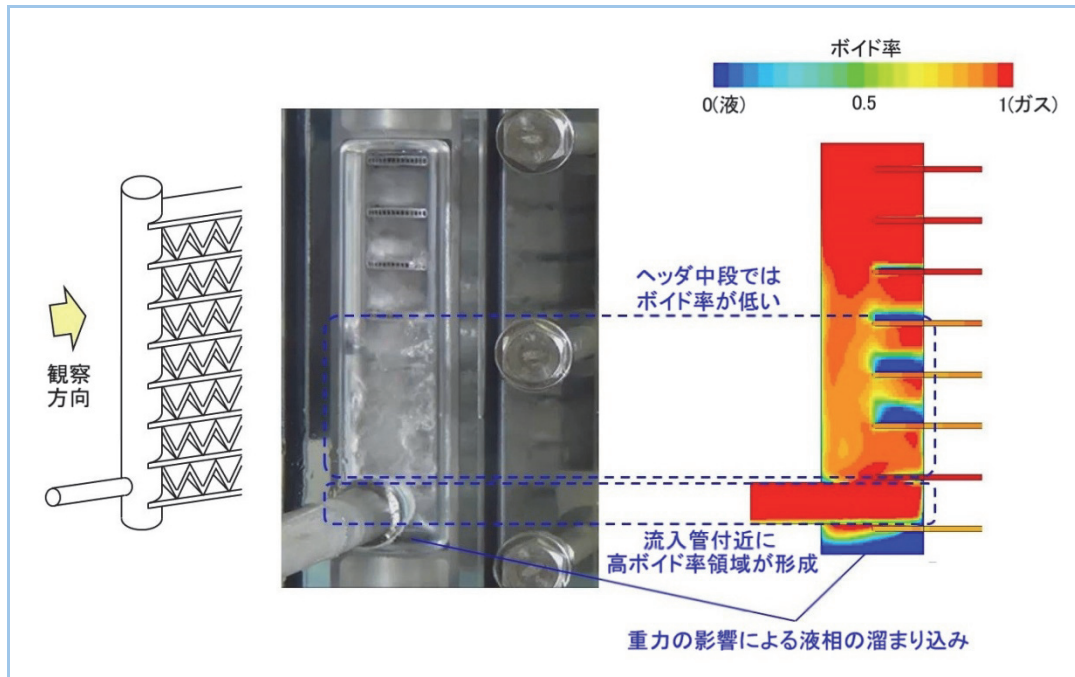 ボイド率
0(液)
0.5
1(ガス)
ヘッダ中段では
ボイド率が低い
観察
方向
流入管付近に
高ボイド率領域が形成
重力の影響による液相の溜まり込み